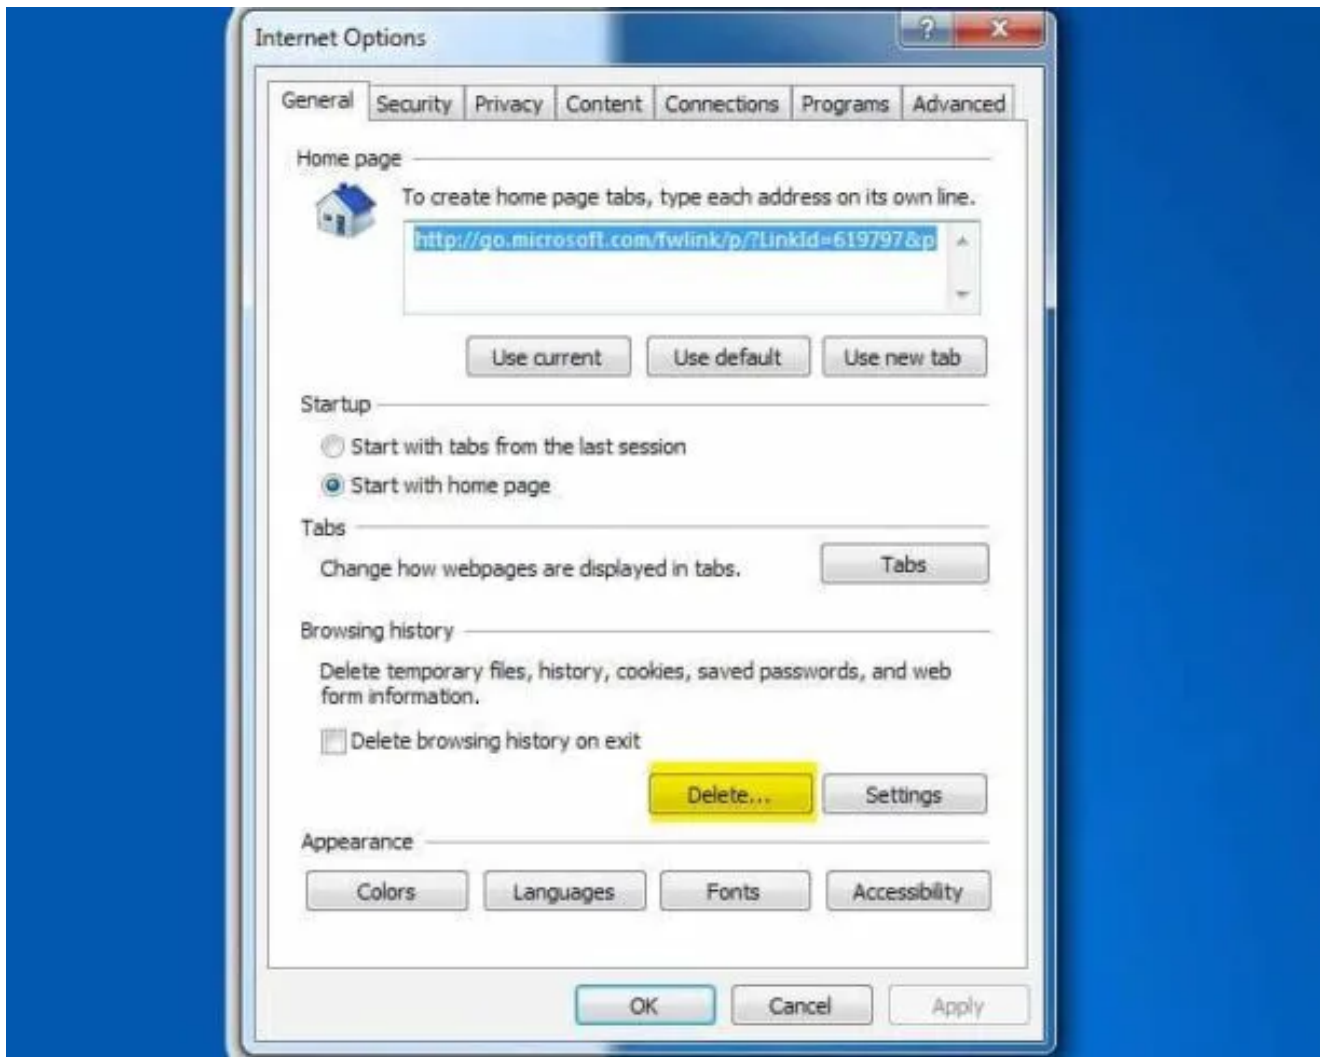 Internet Options
?
General Security Privacy Content Connections Programs Advanced
Home page
To create home page tabs, type each address on its own line.
http://go.microsoft.com/fwlink/p/?LinkId=619797&p
Use current Use default Use new tab
Startup
Start with tabs from the last session
Start with home page
Tabs
Change how webpages are displayed in tabs. Tabs
Browsing history
Delete temporary files, history, cookies, saved passwords, and web
form information.
Delete browsing history on exit
Delete... Settings
Appearance
Colors Languages Fonts Accessibility
OK Cancel Apply